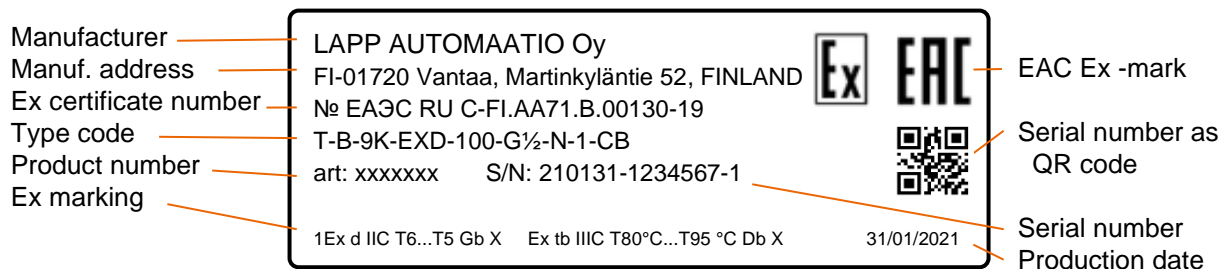 Manufacturer
Manuf. address
Ex certificate number
Type code
Product number
Ex marking
LAPP AUTOMAATIO Oy
FI-01720 Vantaa, Martinkyläntie 52, FINLAND
№ ЕАЭС RU C-FI.AA71.B.00130-19
T-B-9K-EXD-100-G½-N-1-CB
art: xxxxxxx S/N: 210131-1234567-1
1Ex d IIC T6...T5 Gb X Ex tb IIIC T80°C...T95 °C Db X 31/01/2021
Ex EAC
EAC Ex -mark
Serial number as
QR code
Serial number
Production date